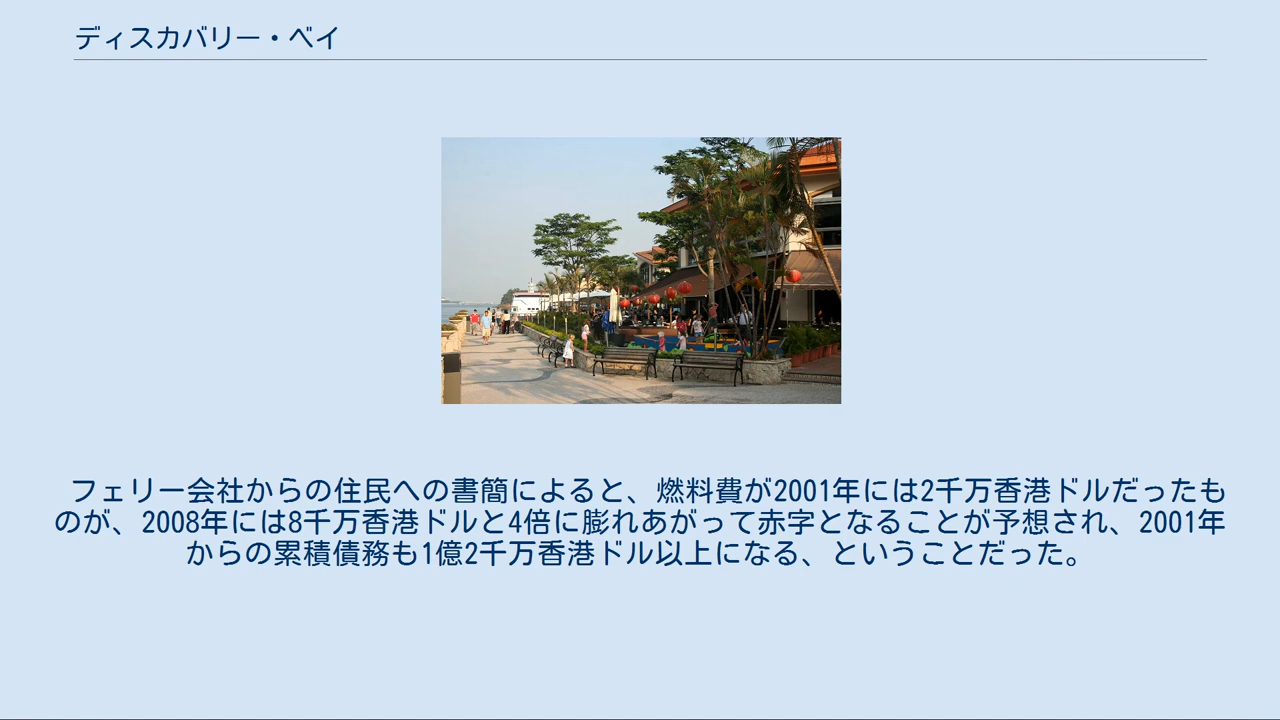 ディスカバリー・ベイ
フェリー会社からの住民への書簡によると、燃料費が2001年には2千万香港ドルだったも
のが、2008年には8千万香港ドルと4倍に膨れあがって赤字となることが予想され、2001年
からの累積債務も1億2千万香港ドル以上になる、ということだった。